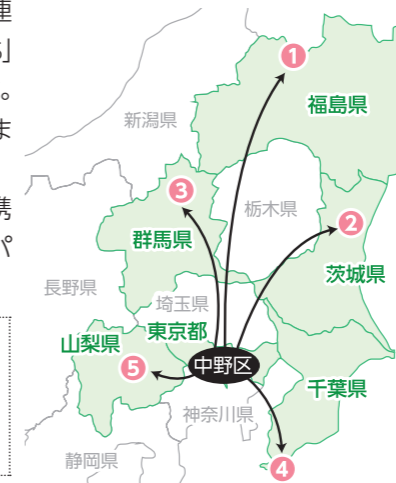 連
」
。
ま
携
パ
1
福島県
新潟県
3
栃木県
2
群馬県
茨城県
長野県
埼玉県
山梨県
東京都
5
中野区
千葉県
神奈川県
静岡県
4